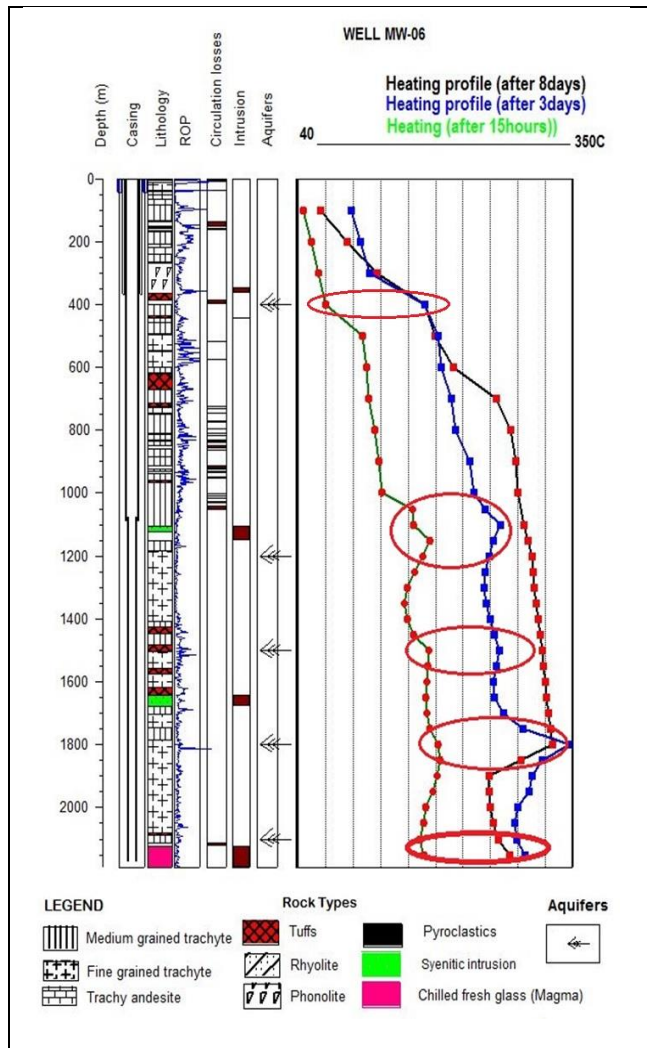 WELL MW-06
Depth (m)
Casing
Lithology
ROP
Circulation losses
Intrusion
Aquifers
Heating profile (after 8days)
Heating profile (after 3days)
Heating (after 15hours))
40
350C
0
200
400
600
800
1000
1200
1400
1600
1800
2000
LEGEND
Rock Types
Aquifers
Medium grained trachyte
Tuffs
Pyroclastics
Fine grained trachyte
Rhyolite
Syenitic intrusion
Trachy andesite
Phonolite
Chilled fresh glass (Magma)